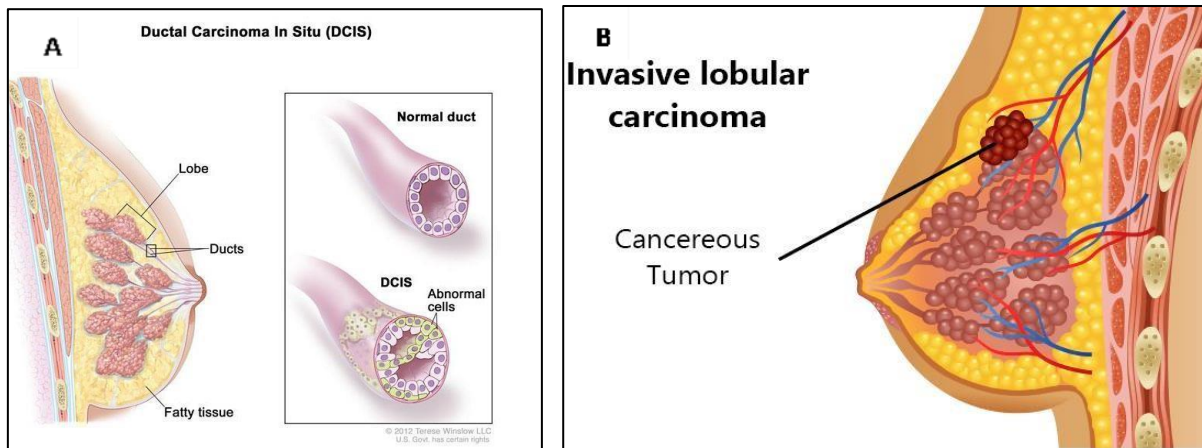 A
Ductal Carcinoma In Situ (DCIS)
Lobe
Ducts
Fatty tissue
Normal duct
DCIS
Abnormal
cells
© 2012 Terese Winslow LLC
U.S. Govt. has certain rights
B
Invasive lobular
carcinoma
Cancereous
Tumor